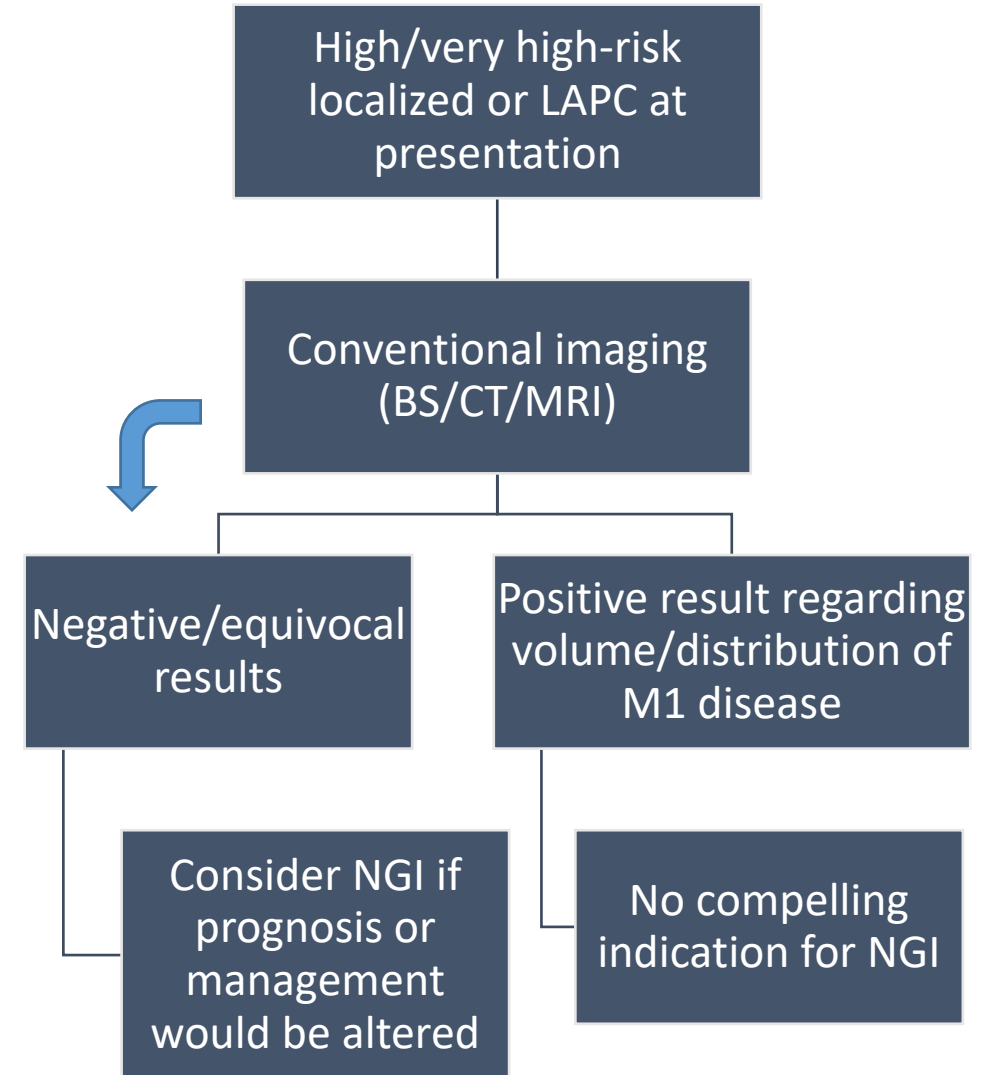 High/very high-risk
localized or LAPC at
presentation
Conventional imaging
(BS/CT/MRI)
Negative/equivocal
results
Positive result regarding
volume/distribution of
M1 disease
Consider NGI if
prognosis or
management
would be altered
No compelling
indication for NGI